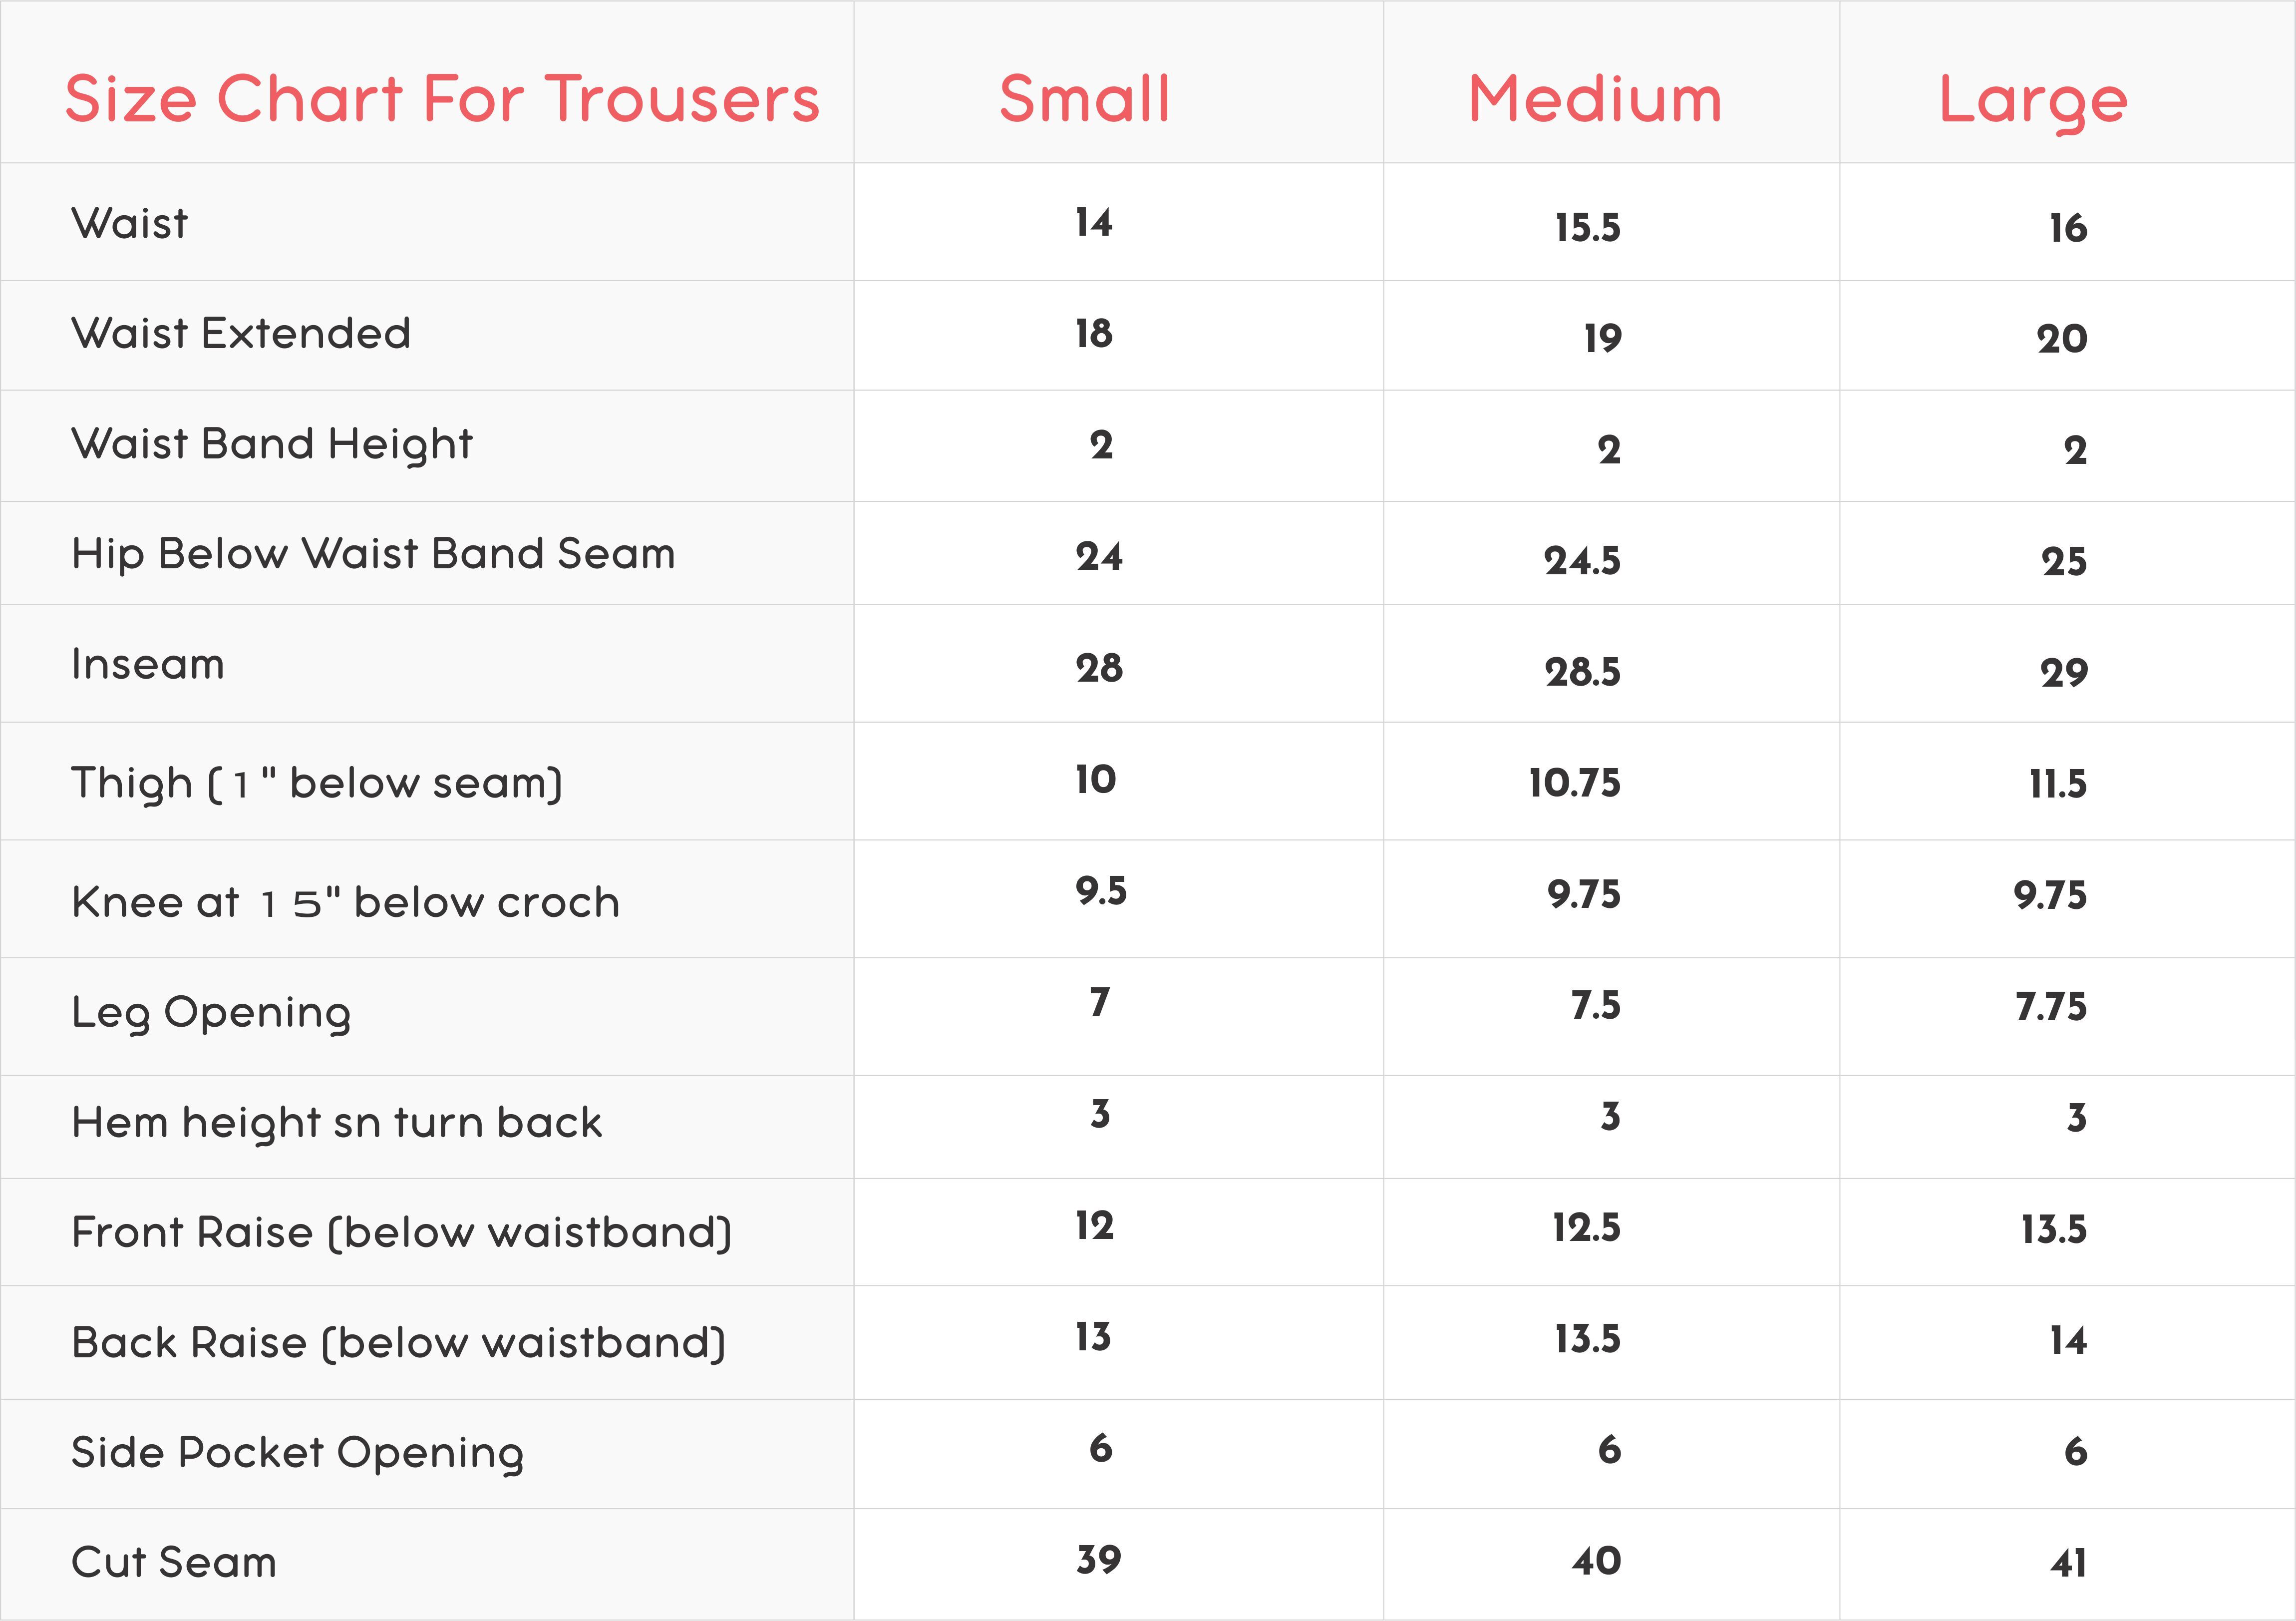 Size Chart For Trousers Small Medium Large
Waist 14 15.5 16
Waist Extended 18 19 20
Waist Band Height 2 2 2
Hip Below Waist Band Seam 24 24.5 25
Inseam 28 28.5 29
Thigh (1" below seam) 10 10.75 11.5
Knee at 15" below croch 9.5 9.75 9.75
Leg Opening 7 7.5 7.75
Hem height sn turn back 3 3 3
Front Raise (below waistband) 12 12.5 13.5
Back Raise (below waistband) 13 13.5 14
Side Pocket Opening 6 6 6
Cut Seam 39 40 41